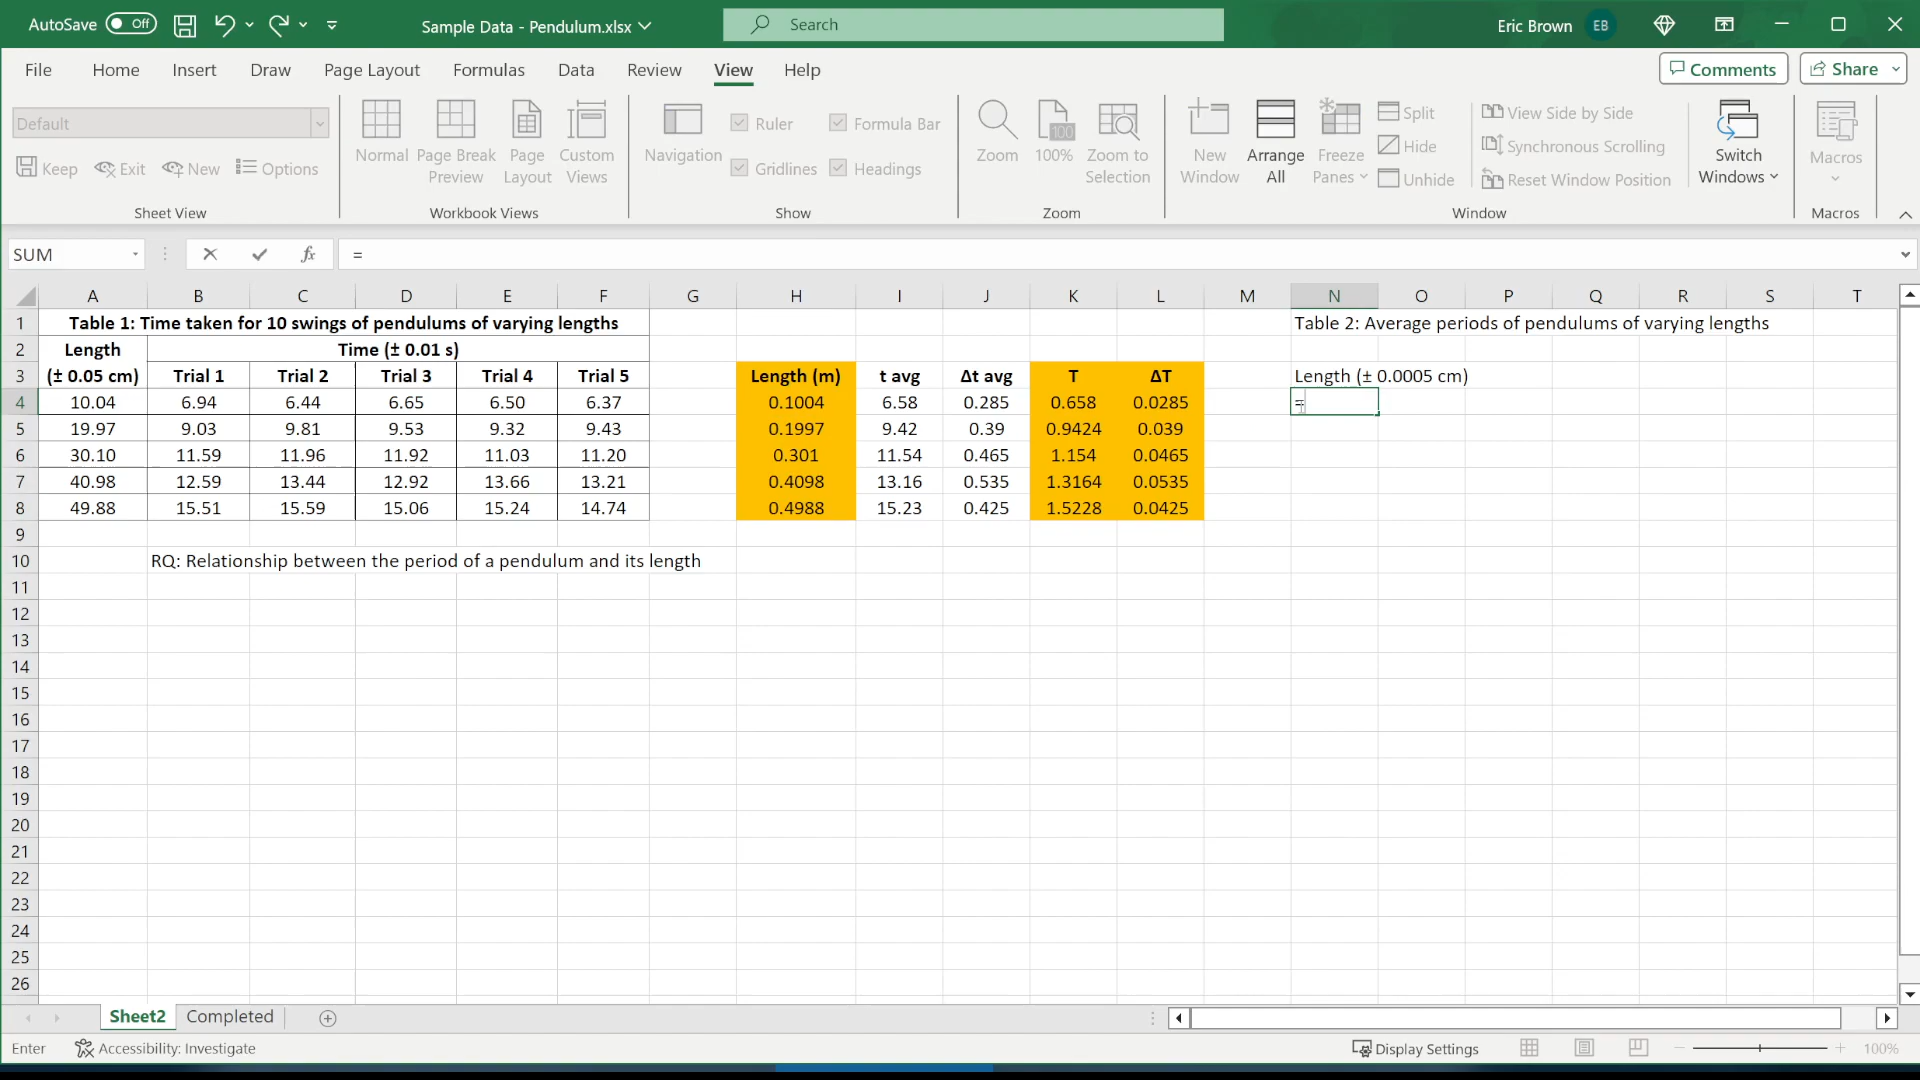 AutoSave Off
Sample Data - Pendulum.xlsx
Search
Eric Brown EB
File Home Insert Draw Page Layout Formulas Data Review View Help
Comments Share
Default
Keep Exit New Options
Sheet View
Normal Page Break Preview Page Layout Custom Views
Workbook Views
Navigation Ruler Formula Bar
Gridlines Headings
Show
Zoom 100 100% Zoom to Selection
Zoom
New Window Arrange All Freeze Panes
Split
Hide
Unhide
View Side by Side
Synchronous Scrolling
Reset Window Position
Switch Windows
Window
Macros
Macros
SUM fx =
A B C D E F G H I J K L M N O P Q R S T
1 Table 1: Time taken for 10 swings of pendulums of varying lengths Table 2: Average periods of pendulums of varying lengths
2 Length Time (± 0.01 s)
3 (± 0.05 cm) Trial 1 Trial 2 Trial 3 Trial 4 Trial 5 Length (m) t avg Δt avg T ΔT Length (± 0.0005 cm)
4 10.04 6.94 6.44 6.65 6.50 6.37 0.1004 6.58 0.285 0.658 0.0285 =
5 19.97 9.03 9.81 9.53 9.32 9.43 0.1997 9.42 0.39 0.9424 0.039
6 30.10 11.59 11.96 11.92 11.03 11.20 0.301 11.54 0.465 1.154 0.0465
7 40.98 12.59 13.44 12.92 13.66 13.21 0.4098 13.16 0.535 1.3164 0.0535
8 49.88 15.51 15.59 15.06 15.24 14.74 0.4988 15.23 0.425 1.5228 0.0425
9
10 RQ: Relationship between the period of a pendulum and its length
11
12
13
14
15
16
17
18
19
20
21
22
23
24
25
26
Sheet2 Completed
Enter Accessibility: Investigate Display Settings 100%